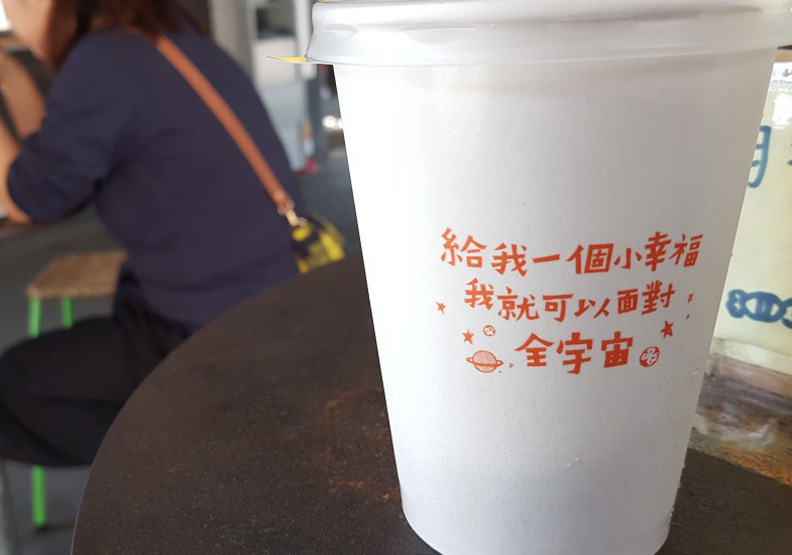 給我一個小幸福
我就可以面對
全宇宙